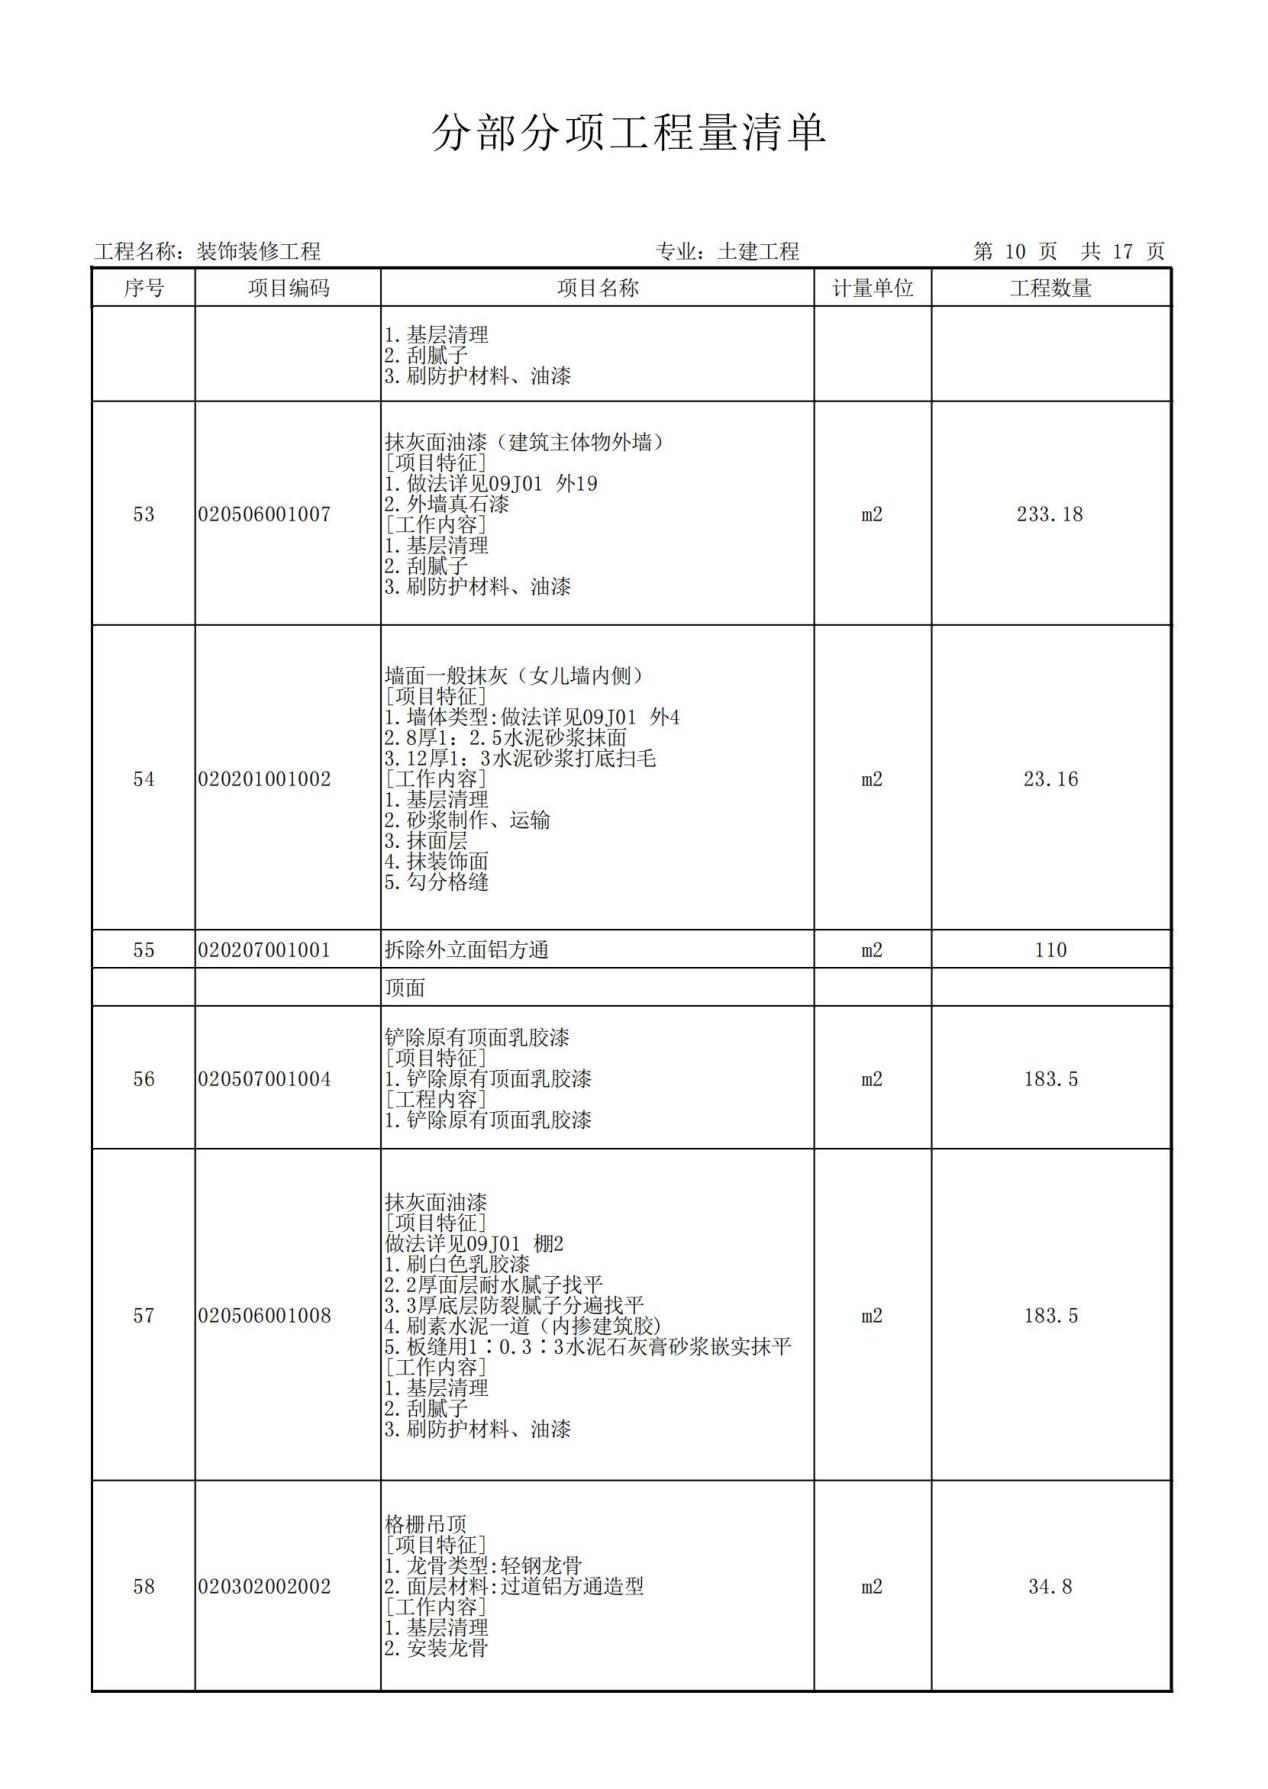 分部分项工程量清单
工程名称：装饰装修工程 专业：土建工程 第 10 页 共 17 页
序号 项目编码 项目名称 计量单位 工程数量
1.基层清理
2.刮腻子
3.刷防护材料、油漆
53 020506001007 抹灰面油漆（建筑主体物外墙） m2 233.18
[项目特征]
1.做法详见09J01 外19
2.外墙真石漆
[工作内容]
1.基层清理
2.刮腻子
3.刷防护材料、油漆
54 020201001002 墙面一般抹灰（女儿墙内侧） m2 23.16
[项目特征]
1.墙体类型:做法详见09J01 外4
2.8厚1：2.5水泥砂浆抹面
3.12厚1：3水泥砂浆打底扫毛
[工作内容]
1.基层清理
2.砂浆制作、运输
3.抹面层
4.抹装饰面
5.勾分格缝
55 020207001001 拆除外立面铝方通 m2 110
顶面
56 020507001004 铲除原有顶面乳胶漆 m2 183.5
[项目特征]
1.铲除原有顶面乳胶漆
[工程内容]
1.铲除原有顶面乳胶漆
57 020506001008 抹灰面油漆 m2 183.5
[项目特征]
做法详见09J01 棚2
1.刷白色乳胶漆
2.2厚面层耐水腻子找平
3.3厚底层防裂腻子分遍找平
4.刷素水泥一道（内掺建筑胶)
5.板缝用1∶0.3∶3水泥石灰膏砂浆嵌实抹平
[工作内容]
1.基层清理
2.刮腻子
3.刷防护材料、油漆
58 020302002002 格栅吊顶 m2 34.8
[项目特征]
1.龙骨类型:轻钢龙骨
2.面层材料:过道铝方通造型
[工作内容]
1.基层清理
2.安装龙骨